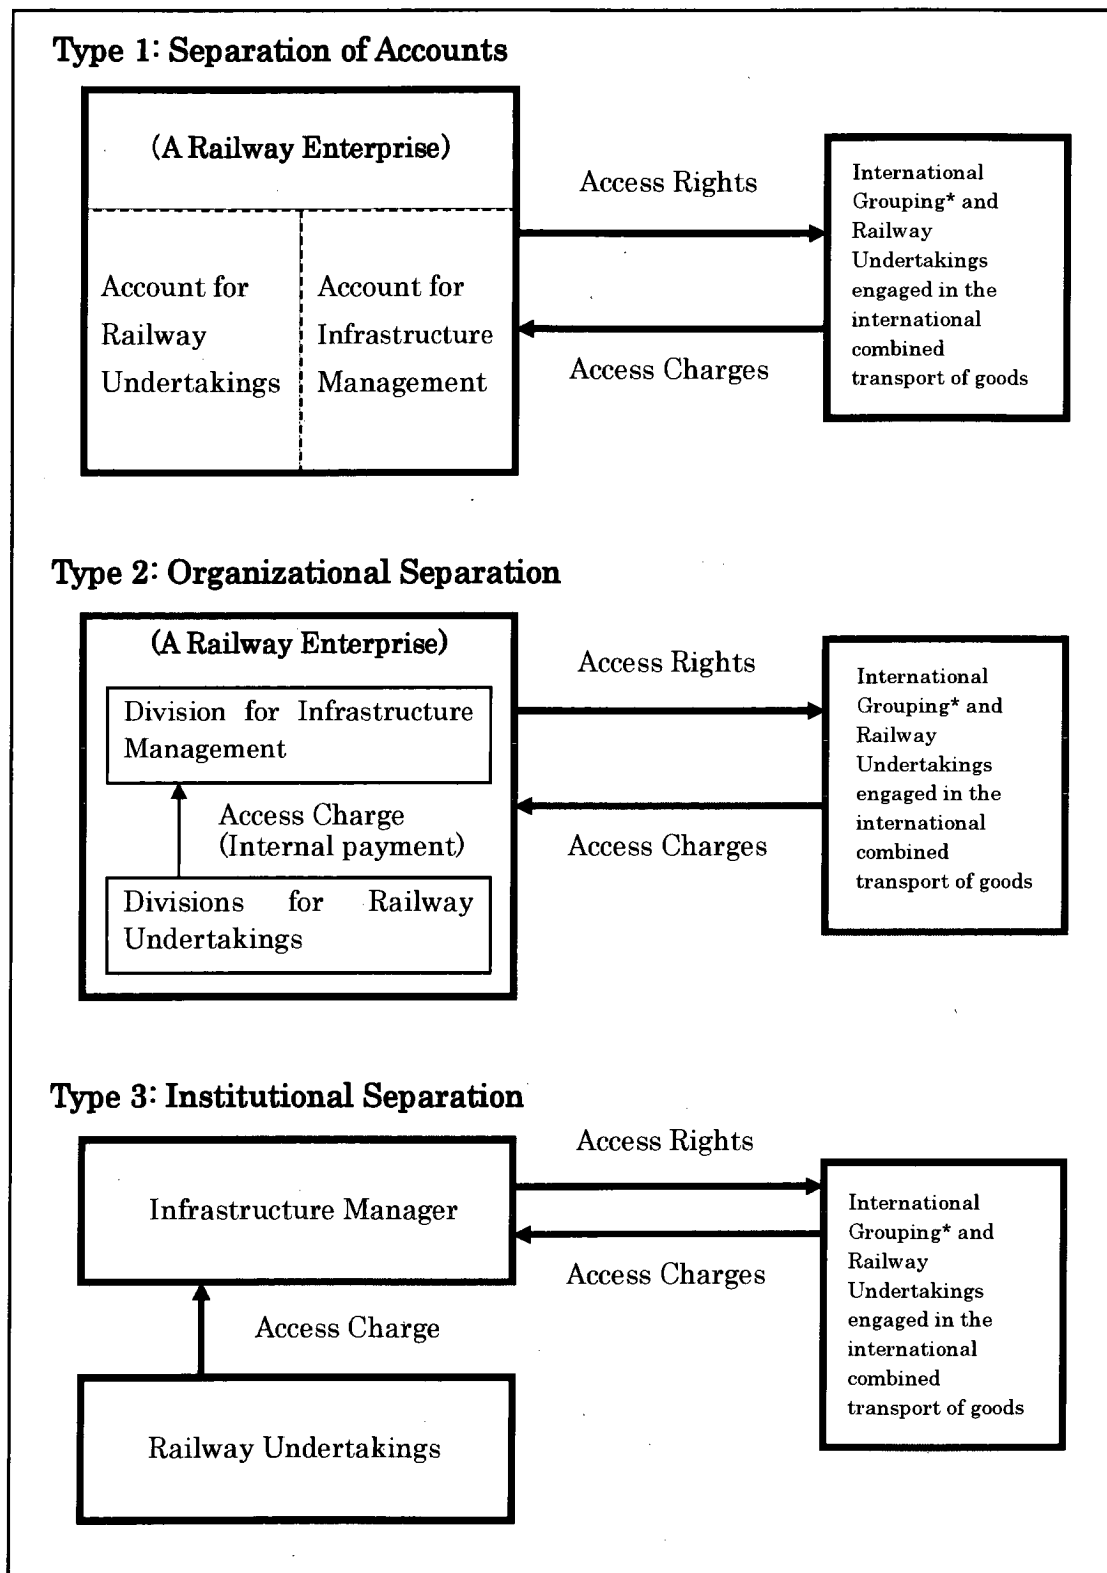 Type 1: Separation of Accounts
(A Railway Enterprise)
Account for
Railway
Undertakings
Account for
Infrastructure
Management
Access Rights
Access Charges
International
Grouping* and
Railway
Undertakings
engaged in the
international
combined
transport of goods
Type 2: Organizational Separation
(A Railway Enterprise)
Division for Infrastructure
Management
Access Charge
(Internal payment)
Divisions for Railway
Undertakings
Access Rights
Access Charges
International
Grouping* and
Railway
Undertakings
engaged in the
international
combined
transport of goods
Type 3: Institutional Separation
Infrastructure Manager
Access Charge
Railway Undertakings
Access Rights
Access Charges
International
Grouping* and
Railway
Undertakings
engaged in the
international
combined
transport of goods